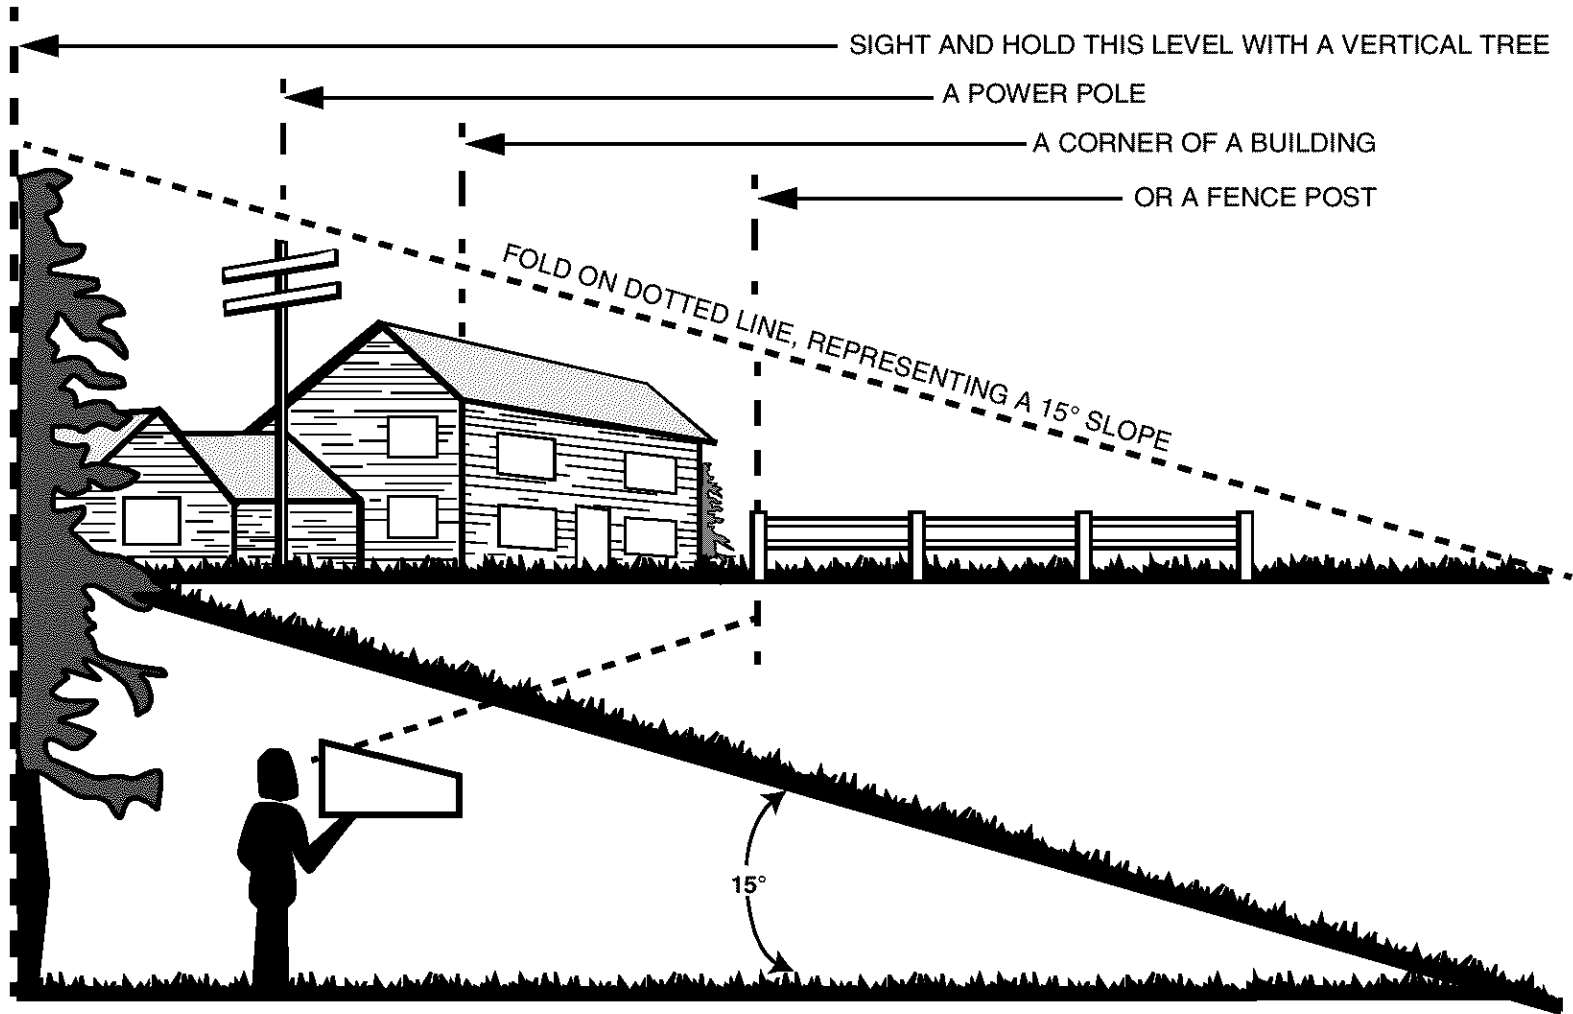 SIGHT AND HOLD THIS LEVEL WITH A VERTICAL TREE
A POWER POLE
A CORNER OF A BUILDING
OR A FENCE POST
FOLD ON DOTTED LINE, REPRESENTING A 15° SLOPE
15°